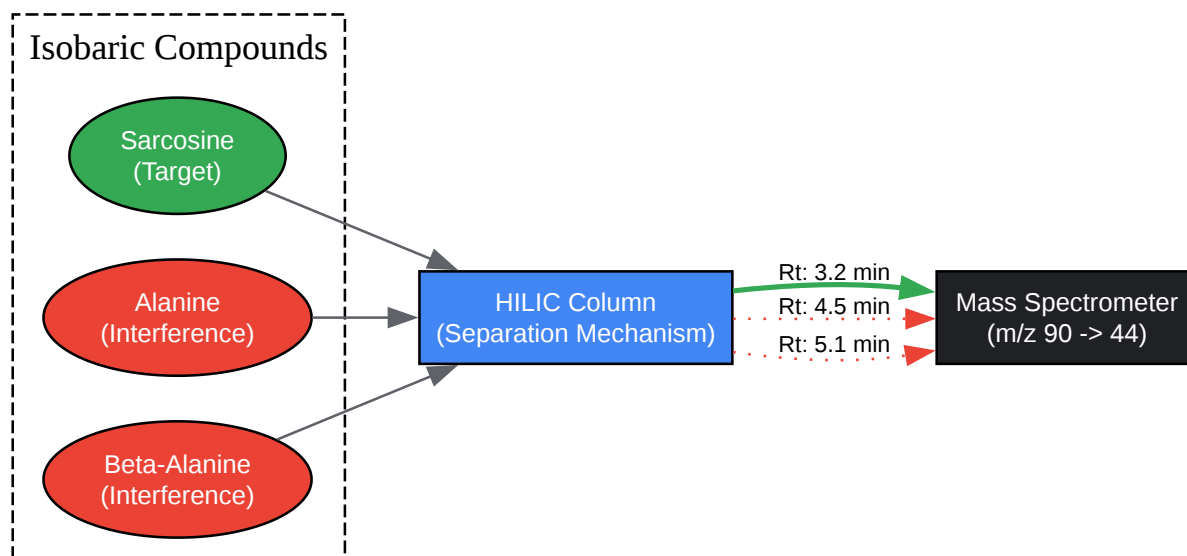 Isobaric Compounds
Sarcosine
(Target)
Alanine
(Interference)
Beta-Alanine
(Interference)
HILIC Column
(Separation Mechanism)
Rt: 3.2 min
Rt: 4.5 min
Rt: 5.1 min
Mass Spectrometer
(m/z 90 -> 44)